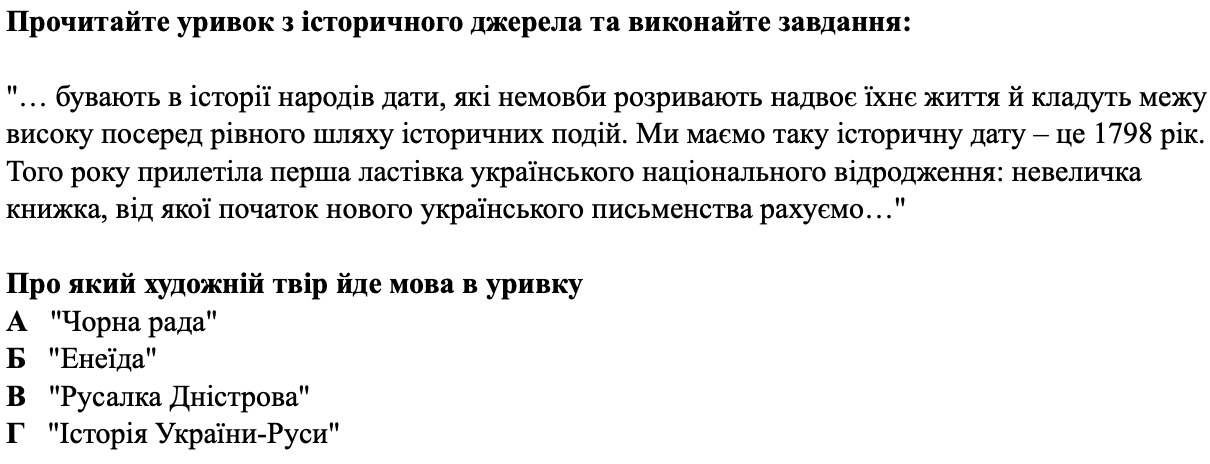 Прочитайте уривок з історичного джерела та виконайте завдання:
"… бувають в історії народів дати, які немовби розривають надвоє їхнє життя й кладуть межу
високу посеред рівного шляху історичних подій. Ми маємо таку історичну дату – це 1798 рік.
Того року прилетіла перша ластівка українського національного відродження: невеличка
книжка, від якої початок нового українського письменства рахуємо…"
Про який художній твір йде мова в уривку
А "Чорна рада"
Б "Енеїда"
В "Русалка Дністрова"
Г "Історія України-Руси"